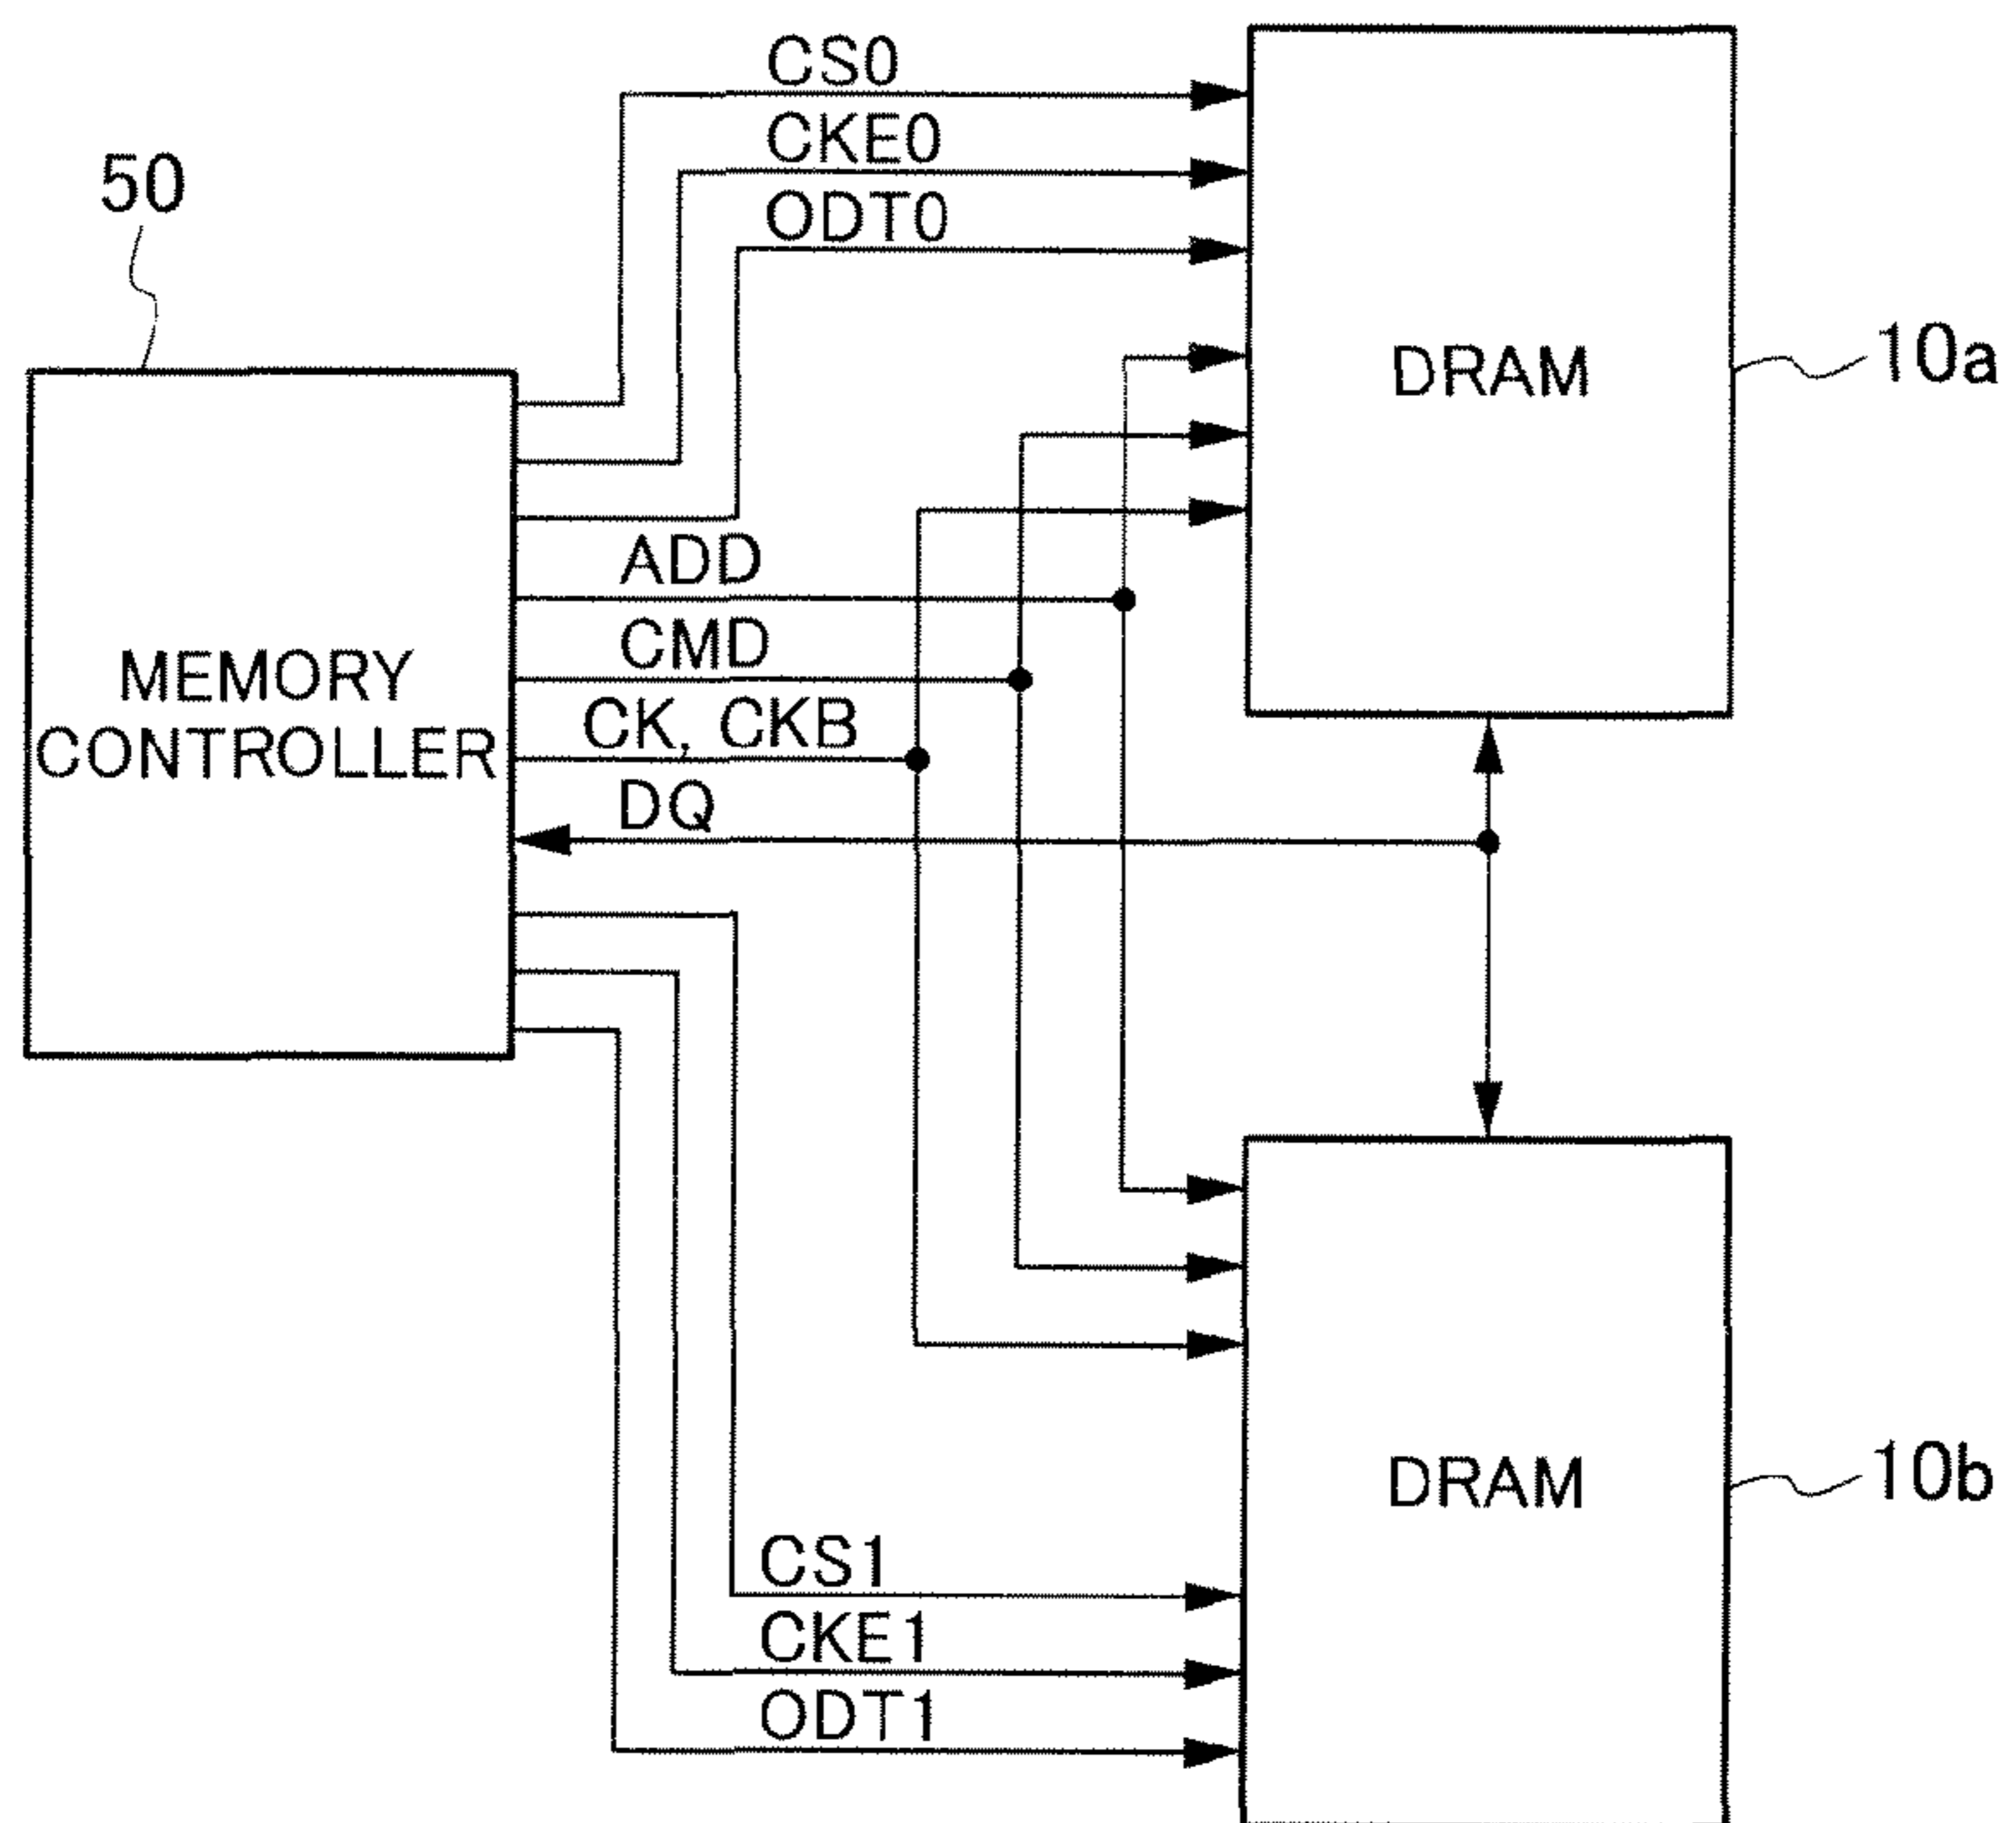 CS0
CKE0
50
ODT0
DRAM
10a
ADD
CMD
MEMORY
CONTROLLER
CK, CKB
DQ
DRAM
10b
CS1
CKE1
ODT1